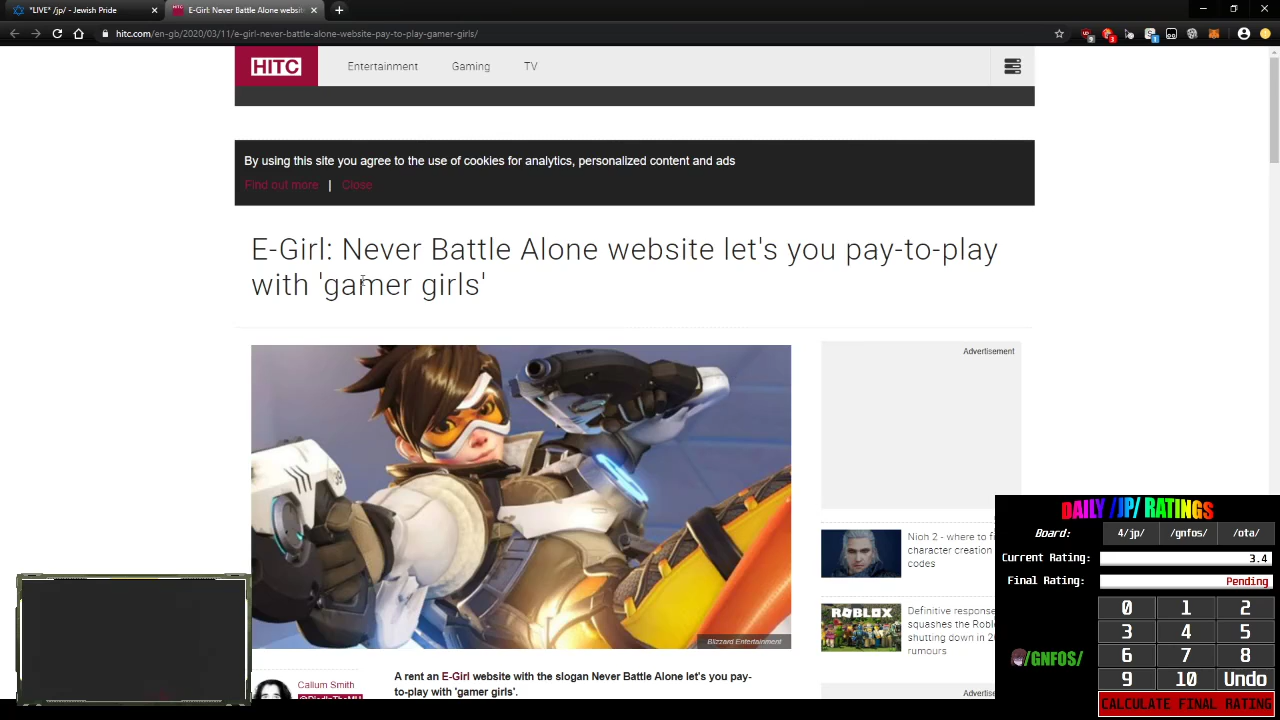 *LIVE* /jp/ - Jewish Pride
E-Girl: Never Battle Alone websit
hitc.com/en-gb/2020/03/11/e-girl-never-battle-alone-website-pay-to-play-gamer-girls/
HITC
Entertainment
Gaming
TV
By using this site you agree to the use of cookies for analytics, personalized content and ads
Find out more | Close
E-Girl: Never Battle Alone website let's you pay-to-play
with 'gamer girls'
Advertisement
Blizzard Entertainment
Nioh 2 - where to fi
character creation
codes
ROBLOX
Definitive response
squashes the Robl
shutting down in 20
rumours
Advertisement
Callum Smith
A rent an E-Girl website with the slogan Never Battle Alone let's you pay-
to-play with 'gamer girls'.
DAILY /JP/ RATINGS
Board:
4/jp/
/gnfos/
/ota/
Current Rating:
3.4
Final Rating:
Pending
0
1
2
3
4
5
6
7
8
9
10
Undo
/GNFOS/
CALCULATE FINAL RATING